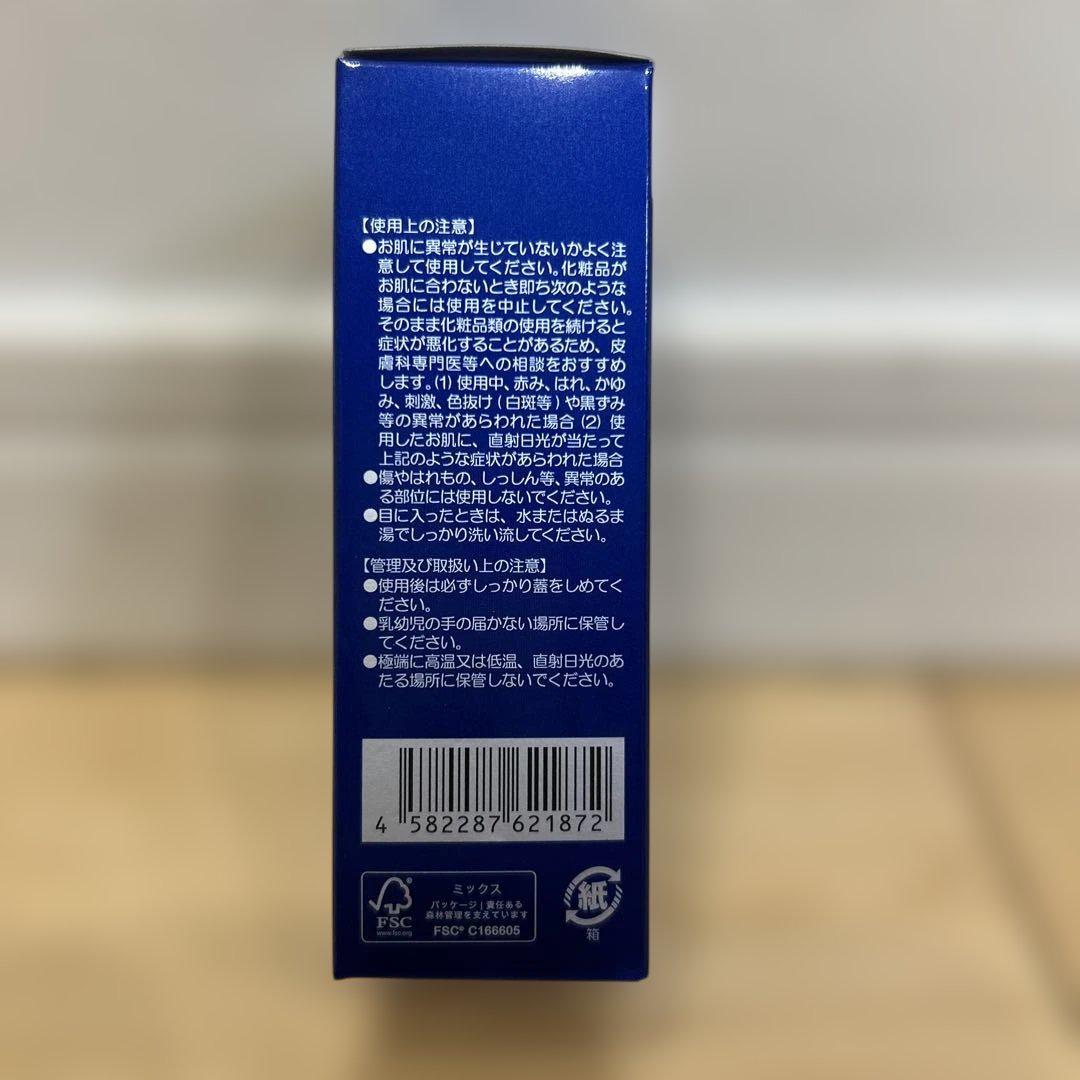 【使用上の注意】
●お肌に異常が生じていないかよく注
意して使用してください。化粧品が
お肌に合わないとき即ち次のような
場合には使用を中止してください。
そのまま化粧品類の使用を続けると
症状が悪化することがあるため、皮
膚科専門医等への相談をおすすめ
します。(1) 使用中、赤み、はれ、かゆ
み、刺激、色抜け(白斑等)や黒ずみ
等の異常があらわれた場合 (2) 使
用したお肌に、直射日光が当たって
上記のような症状があらわれた場合
●傷やはれもの、しっしん等、異常のあ
る部位には使用しないでください。
●目に入ったときは、水またはぬるま
湯でしっかり洗い流してください。
【管理及び取扱い上の注意】
●使用後は必ずしっかり蓋をしめてく
ださい。
●乳幼児の手の届かない場所に保管し
てください。
●極端に高温又は低温、直射日光のあ
たる場所に保管しないでください。
4 582287 621872
FSC®
www.fsc.org
ミックス
パッケージ | 責任ある
森林管理を支えています
FSC® C166605
紙
箱